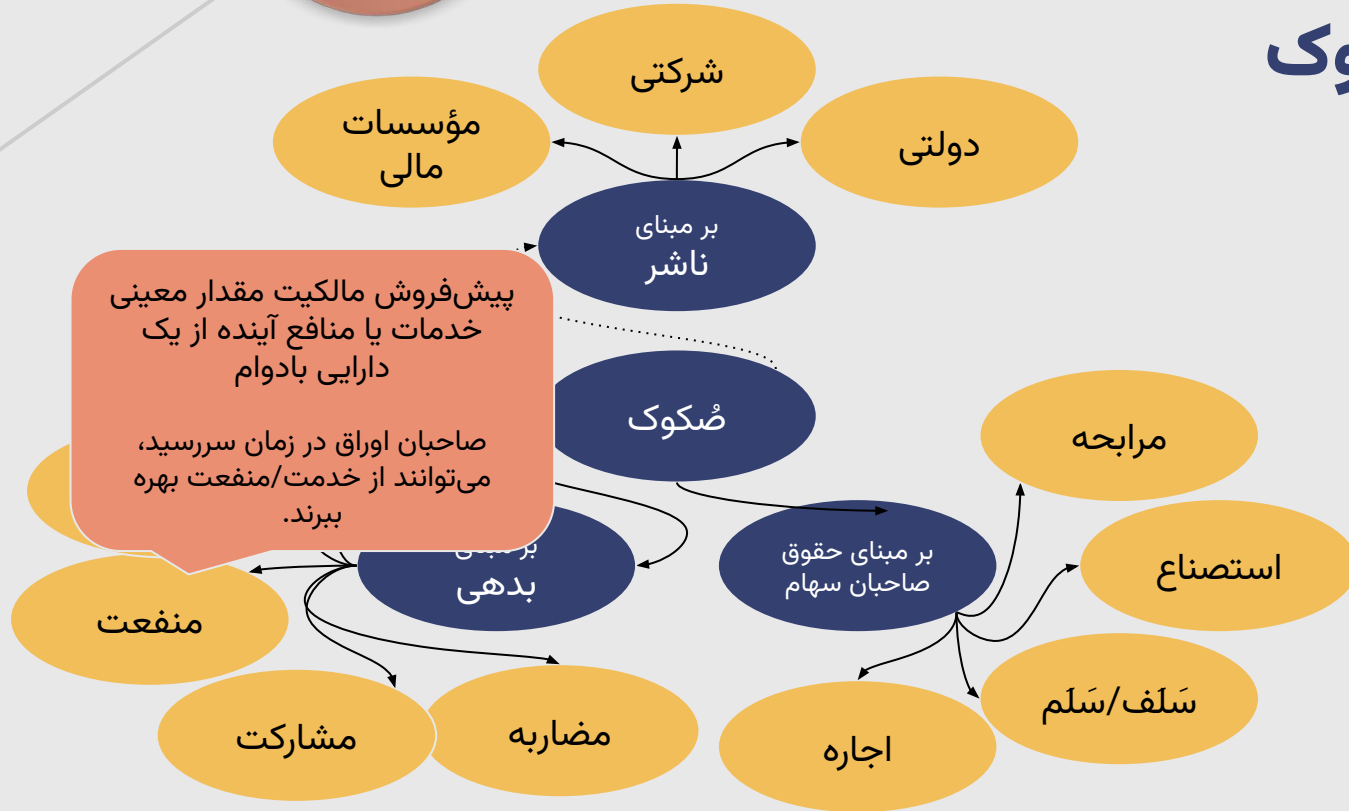 شرکتی
مؤسسات
مالی
دولتی
بر مبنای
ناشر
پیش‌فروش مالکیت مقدار معینی
خدمات یا منافع آینده از یک
دارایی بادوام
صاحبان اوراق در زمان سررسید،
می‌توانند از خدمت/منفعت بهره
ببرند.
صُکوک
مرابحه
استصناع
بر مبنای حقوق
صاحبان سهام
بر مبنای
بدهی
منفعت
سَلَف/سَلَم
مضاربه
مشارکت
اجاره